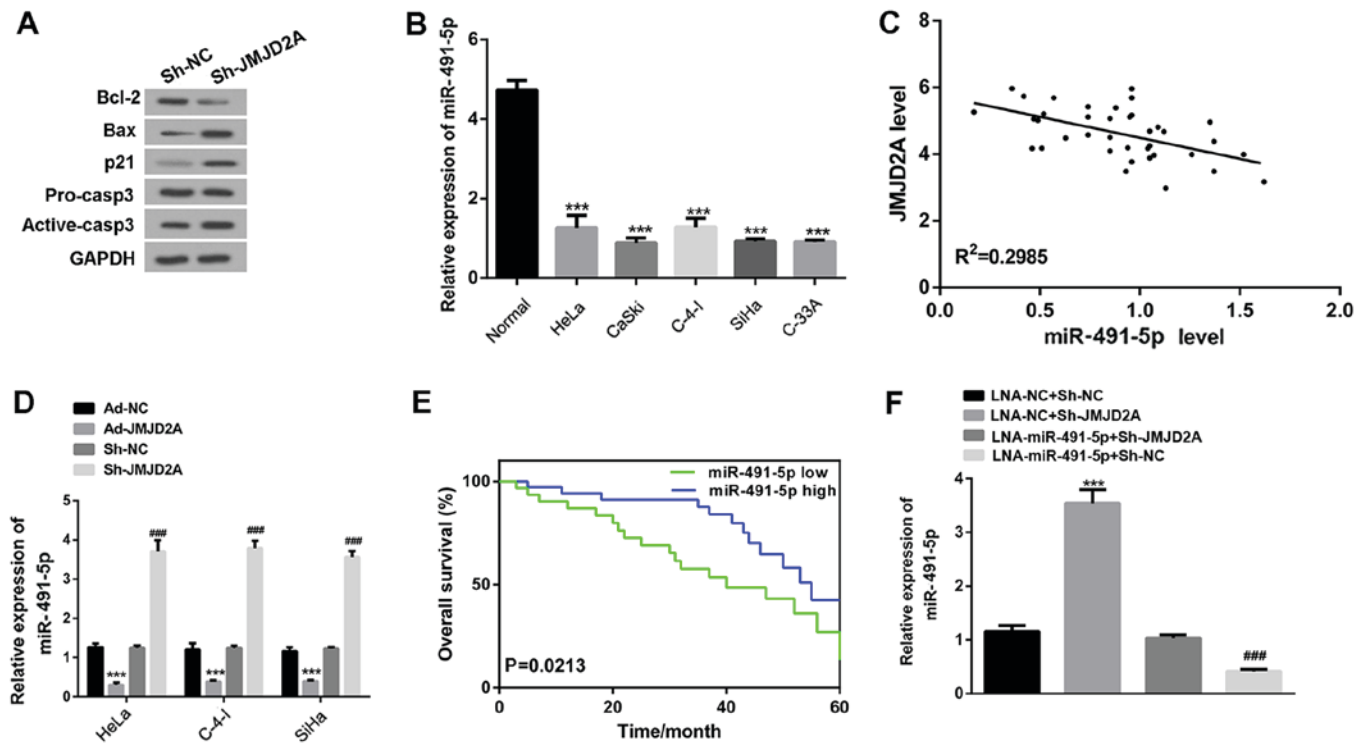 A
Sh-NC
Sh-JMJD2A
Bcl-2
Bax
p21
Pro-casp3
Active-casp3
GAPDH
B
Relative expression of miR-491-5p
6
4
2
0
***
***
***
***
***
Normal
HeLa
CaSki
C-4-I
SiHa
C-33A
C
JMJD2A level
8
6
4
2
0
R²=0.2985
0.0
0.5
1.0
1.5
2.0
miR-491-5p level
D
Ad-NC
Ad-JMJD2A
Sh-NC
Sh-JMJD2A
Relative expression of
miR-491-5p
5
4
3
2
1
0
***
###
***
###
***
###
HeLa
C-4-I
SiHa
E
Overall survival (%)
100
50
0
miR-491-5p low
miR-491-5p high
P=0.0213
0
20
40
60
Time/month
F
LNA-NC+Sh-NC
LNA-NC+Sh-JMJD2A
LNA-miR-491-5p+Sh-JMJD2A
LNA-miR-491-5p+Sh-NC
Relative expression of
miR-491-5p
4
3
2
1
0
***
###